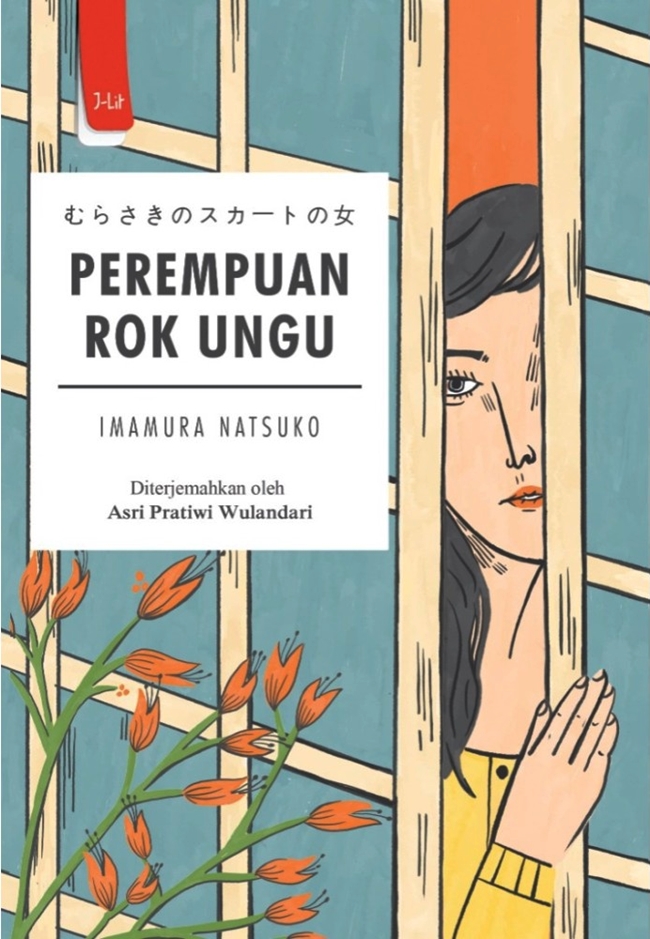 J-Lit
むらさきのスカートの女
PEREMPUAN
ROK UNGU
IMAMURA NATSUKO
Diterjemahkan oleh
Asri Pratiwi Wulandari